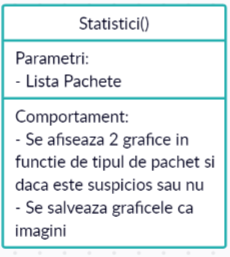 Statistici()
Parametri:
- Lista Pachete
Comportament:
- Se afiseaza 2 grafice in
functie de tipul de pachet si
daca este suspicios sau nu
- Se salveaza graficele ca
imagini